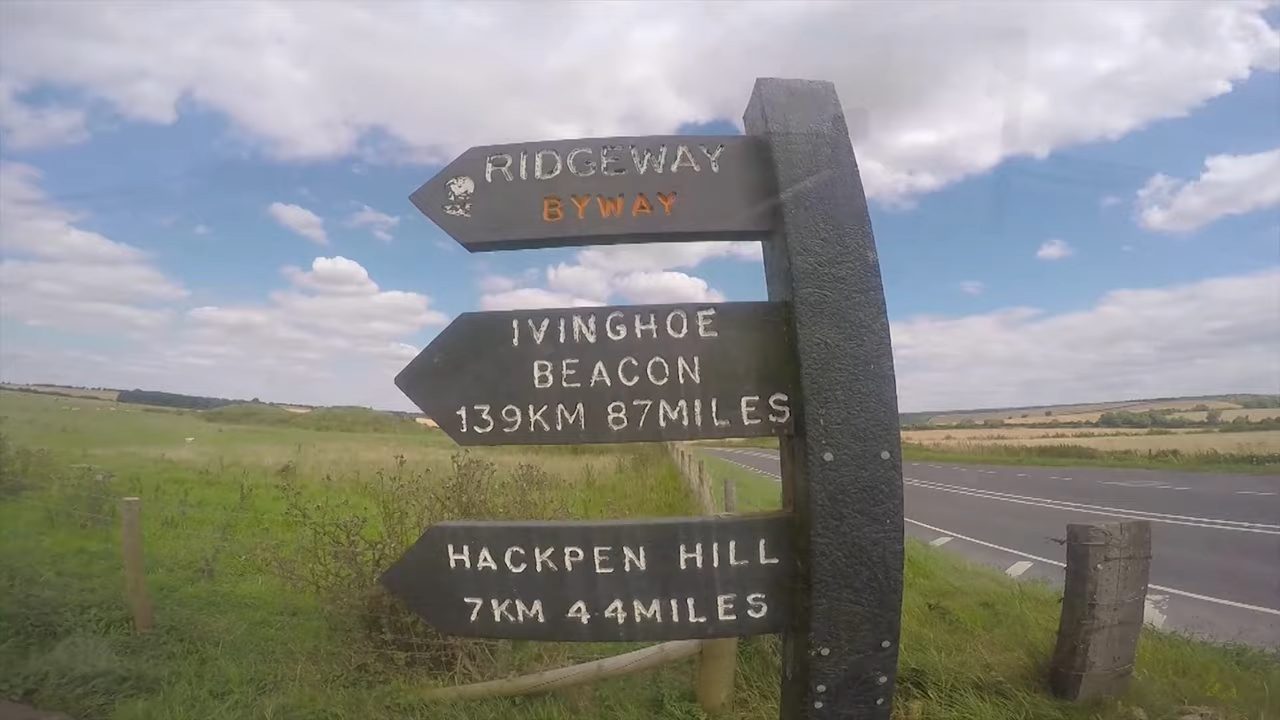 RIDGEWAY
BYWAY
IVINGHOE
BEACON
139KM 87MILES
HACKPEN HILL
7KM 4.4MILES